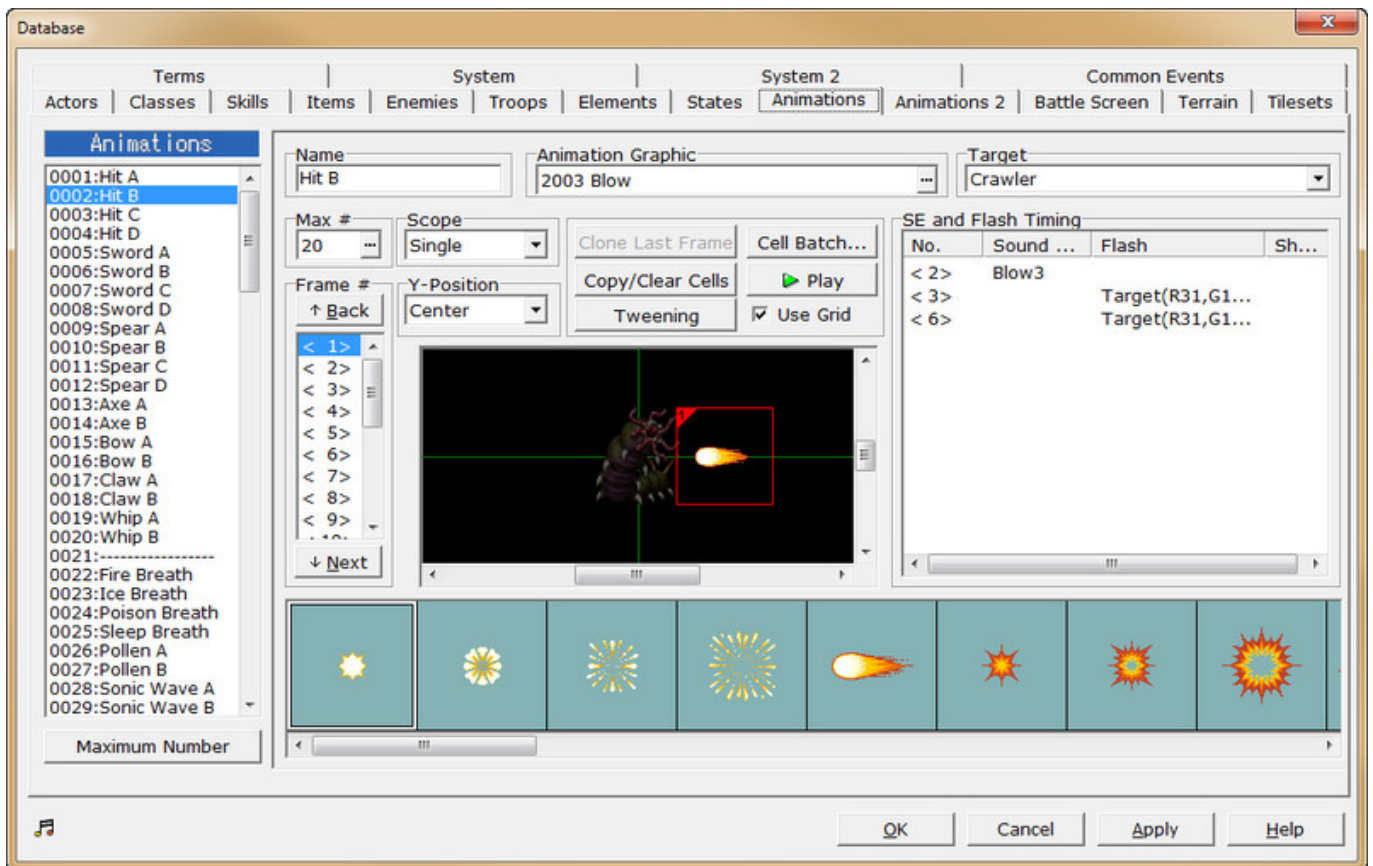 Database
Terms System System 2 Common Events
Actors Classes Skills Items Enemies Troops Elements States Animations Animations 2 Battle Screen Terrain Tilesets
Animations
0001:Hit A
0002:Hit B
0003:Hit C
0004:Hit D
0005:Sword A
0006:Sword B
0007:Sword C
0008:Sword D
0009:Spear A
0010:Spear B
0011:Spear C
0012:Spear D
0013:Axe A
0014:Axe B
0015:Bow A
0016:Bow B
0017:Claw A
0018:Claw B
0019:Whip A
0020:Whip B
0021:-----------------
0022:Fire Breath
0023:Ice Breath
0024:Poison Breath
0025:Sleep Breath
0026:Pollen A
0027:Pollen B
0028:Sonic Wave A
0029:Sonic Wave B
Maximum Number
Name
Hit B
Animation Graphic
2003 Blow
...
Target
Crawler
Max #
20 ...
Scope
Single
Clone Last Frame
Cell Batch...
Copy/Clear Cells
Play
Tweening
Use Grid
Frame #
↑ Back
Y-Position
Center
< 1>
< 2>
< 3>
< 4>
< 5>
< 6>
< 7>
< 8>
< 9>
↓ Next
1
SE and Flash Timing
No. Sound ... Flash Sh...
< 2> Blow3
< 3> Target(R31,G1...
< 6> Target(R31,G1...
OK Cancel Apply Help